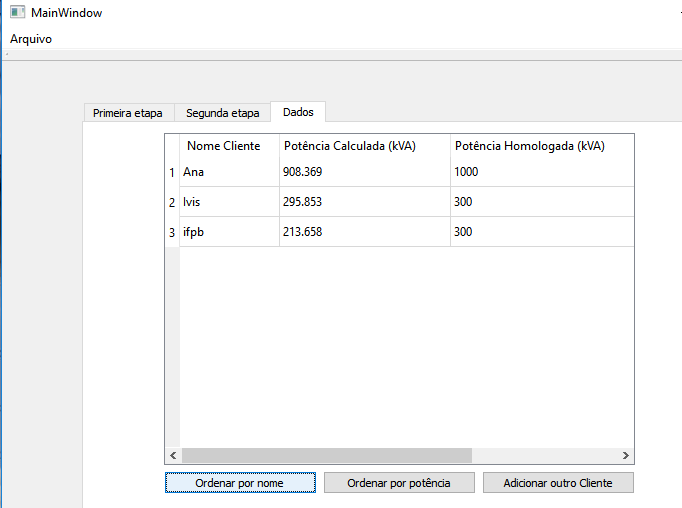 MainWindow
Arquivo
Primeira etapa Segunda etapa Dados
Nome Cliente Potência Calculada (kVA) Potência Homologada (kVA)
1 Ana 908.369 1000
2 Ivis 295.853 300
3 ifpb 213.658 300
Ordenar por nome Ordenar por potência Adicionar outro Cliente